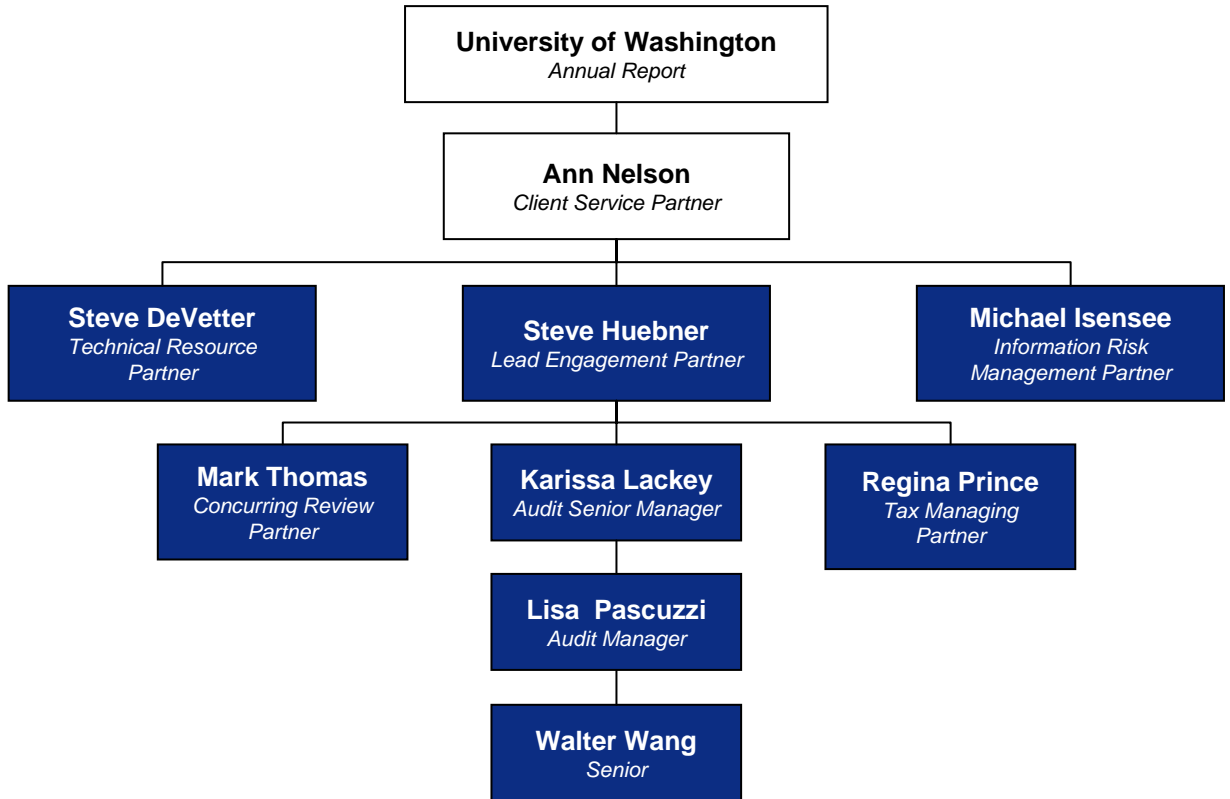 University of Washington
Annual Report
Ann Nelson
Client Service Partner
Steve DeVetter
Technical Resource
Partner
Steve Huebner
Lead Engagement Partner
Michael Isensee
Information Risk
Management Partner
Mark Thomas
Concurring Review
Partner
Karissa Lackey
Audit Senior Manager
Regina Prince
Tax Managing
Partner
Lisa  Pascuzzi
Audit Manager
Walter Wang
Senior